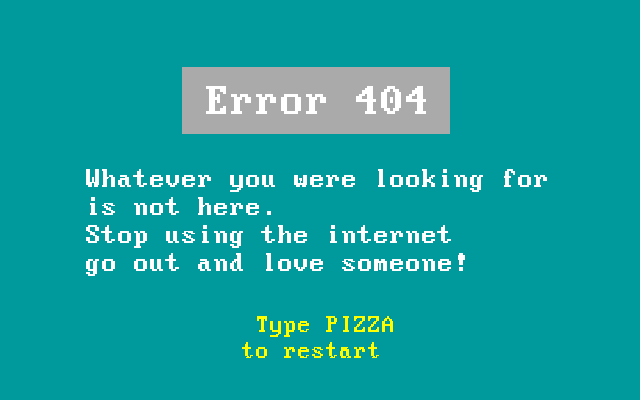 Error 404
Whatever you were looking for
is not here.
Stop using the internet
go out and love someone!
Type PIZZA
to restart